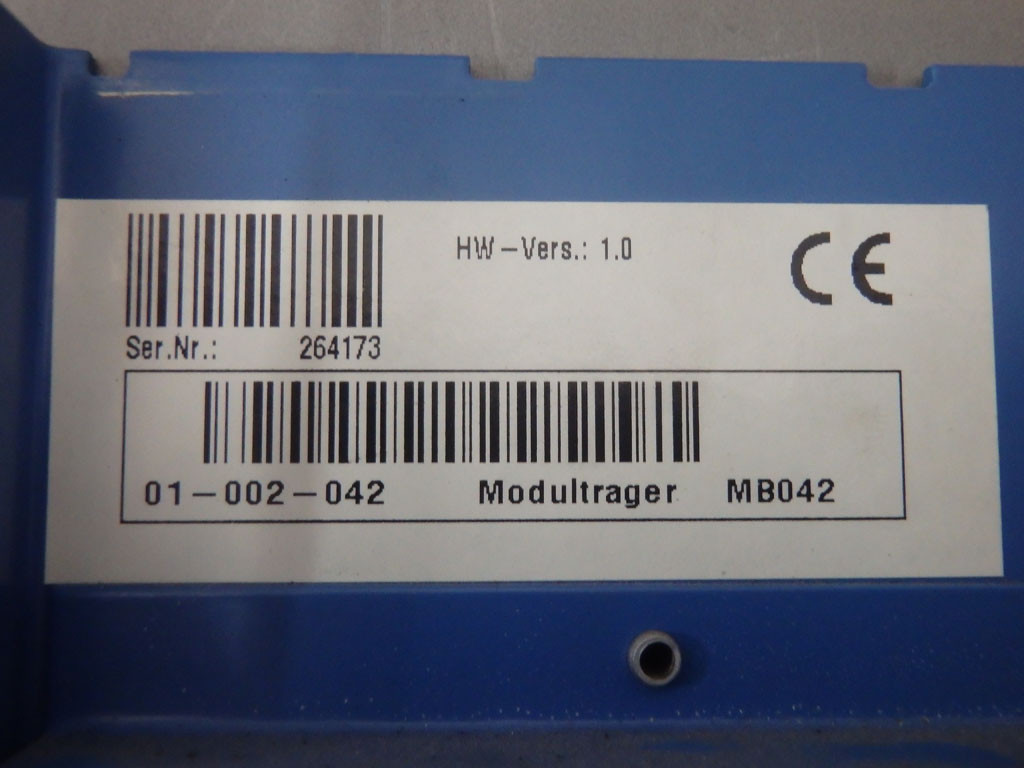 HW-Vers.: 1.0
CE
Ser.Nr.: 264173
01-002-042 Modultrager MB042